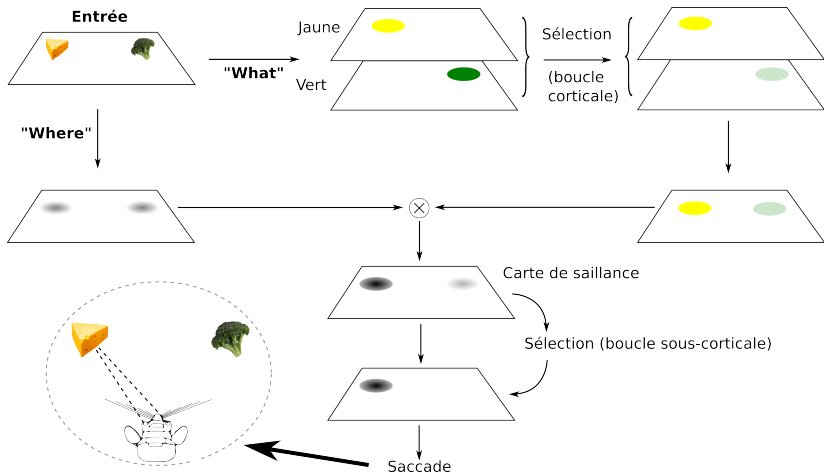 Entrée
"What"
Jaune
Vert
Sélection
(boucle
corticale)
"Where"
Carte de saillance
Sélection (boucle sous-corticale)
Saccade